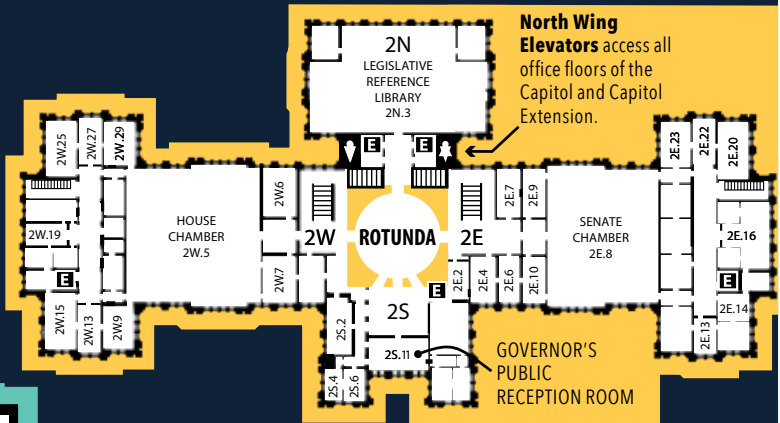 North Wing
Elevators access all
office floors of the
Capitol and Capitol
Extension.
2N
LEGISLATIVE
REFERENCE
LIBRARY
2N.3
E
E
2W.25
2W.27
2W.29
2E.23
2E.22
2E.20
2W.6
2E.7
2E.9
HOUSE
CHAMBER
2W.5
2W
ROTUNDA
2E
SENATE
CHAMBER
2E.8
2W.19
2E.16
E
2W.7
2E.2
2E.4
2E.6
2E.10
E
E
2W.15
2W.13
2W.9
2S
2S.2
2E.14
2E.13
2S.11
GOVERNOR'S
PUBLIC
RECEPTION ROOM
2S.4
2S.6